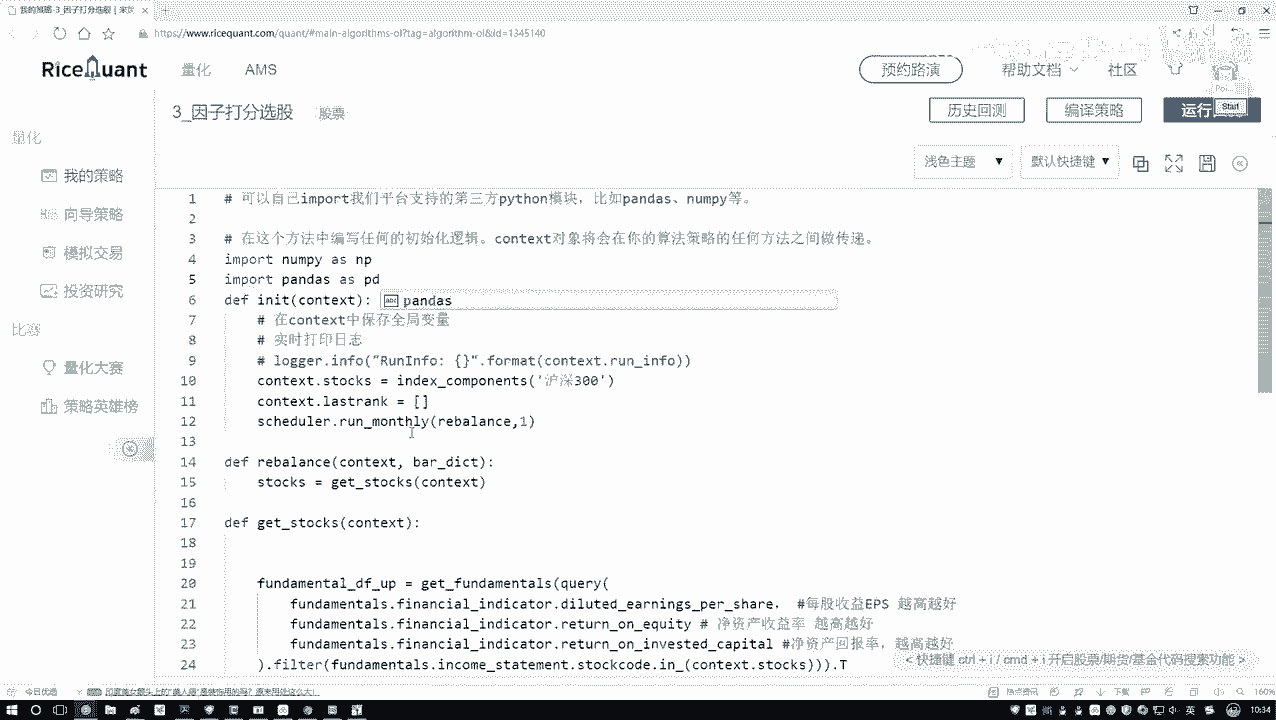 我的策略-3_因子打分选股
https://www.ricequant.com/quant/#main-algorithms-ol?tag=algorithm-ol&id=1345140
RiceQuant 量化 AMS 预约路演 帮助文档 社区
3_因子打分选股 股票 历史回测 编译策略 运行 Start
量化
浅色主题 默认快捷键
我的策略
向导策略
模拟交易
投资研究
比赛
量化大赛
策略英雄榜
1 # 可以自己import我们平台支持的第三方python模块，比如pandas、numpy等。
2
3 # 在这个方法中编写任何的初始化逻辑。context对象将会在你的算法策略的任何方法之间做传递。
4 import numpy as np
5 import pandas as pd
6 def init(context): pandas
7 # 在context中保存全局变量
8 # 实时打印日志
9 # logger.info("RunInfo: {}".format(context.run_info))
10 context.stocks = index_components('沪深300')
11 context.lastrank = []
12 scheduler.run_monthly(rebalance,1)
13
14 def rebalance(context, bar_dict):
15 stocks = get_stocks(context)
16
17 def get_stocks(context):
18
19
20 fundamental_df_up = get_fundamentals(query(
21 fundamentals.financial_indicator.diluted_earnings_per_share, #每股收益EPS 越高越好
22 fundamentals.financial_indicator.return_on_equity # 净资产收益率 越高越好
23 fundamentals.financial_indicator.return_on_invested_capital #净资产回报率，越高越好
24 ).filter(fundamentals.income_statement.stockcode.in_(context.stocks))).T
< 快捷键 ctrl + i / cmd + i 开启股票/期货/基金代码搜索功能 >
今日优选 热点资讯 下载 160%
英 10:34